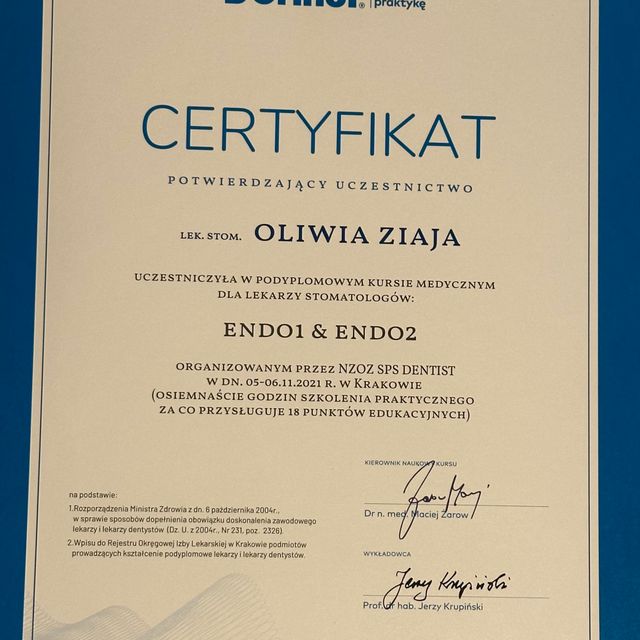 praktykę
CERTYFIKAT
POTWIERDZAJĄCY UCZESTNICTWO
LEK. STOM. OLIWIA ZIAJA
UCZESTNICZYŁA W PODYPLOMOWYM KURSIE MEDYCZNYM
DLA LEKARZY STOMATOLOGÓW:
ENDO1 & ENDO2
ORGANIZOWANYM PRZEZ NZOZ SPS DENTIST
W DN. 05-06.11.2021 R. W KRAKOWIE
(OSIEMNAŚCIE GODZIN SZKOLENIA PRAKTYCZNEGO
ZA CO PRZYSŁUGUJE 18 PUNKTÓW EDUKACYJNYCH)
na podstawie:
1.Rozporządzenia Ministra Zdrowia z dn. 6 października 2004r.,
w sprawie sposobów dopełnienia obowiązku doskonalenia zawodowego
lekarzy i lekarzy dentystów (Dz. U. z 2004r., Nr 231, poz. 2326).
2.Wpisu do Rejestru Okręgowej Izby Lekarskiej w Krakowie podmiotów
prowadzących kształcenie podyplomowe lekarzy i lekarzy dentystów.
KIEROWNIK NAUKOWY KURSU
Dr n. med. Maciej Żarow
WYKŁADOWCA
Jerzy Krupiński
Prof. dr hab. Jerzy Krupiński